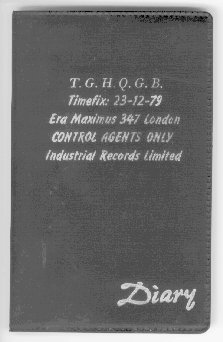 T. G. H. Q. G. B.
Timefix: 23-12-79
Era Maximus 347 London
CONTROL AGENTS ONLY
Industrial Records Limited
Diary